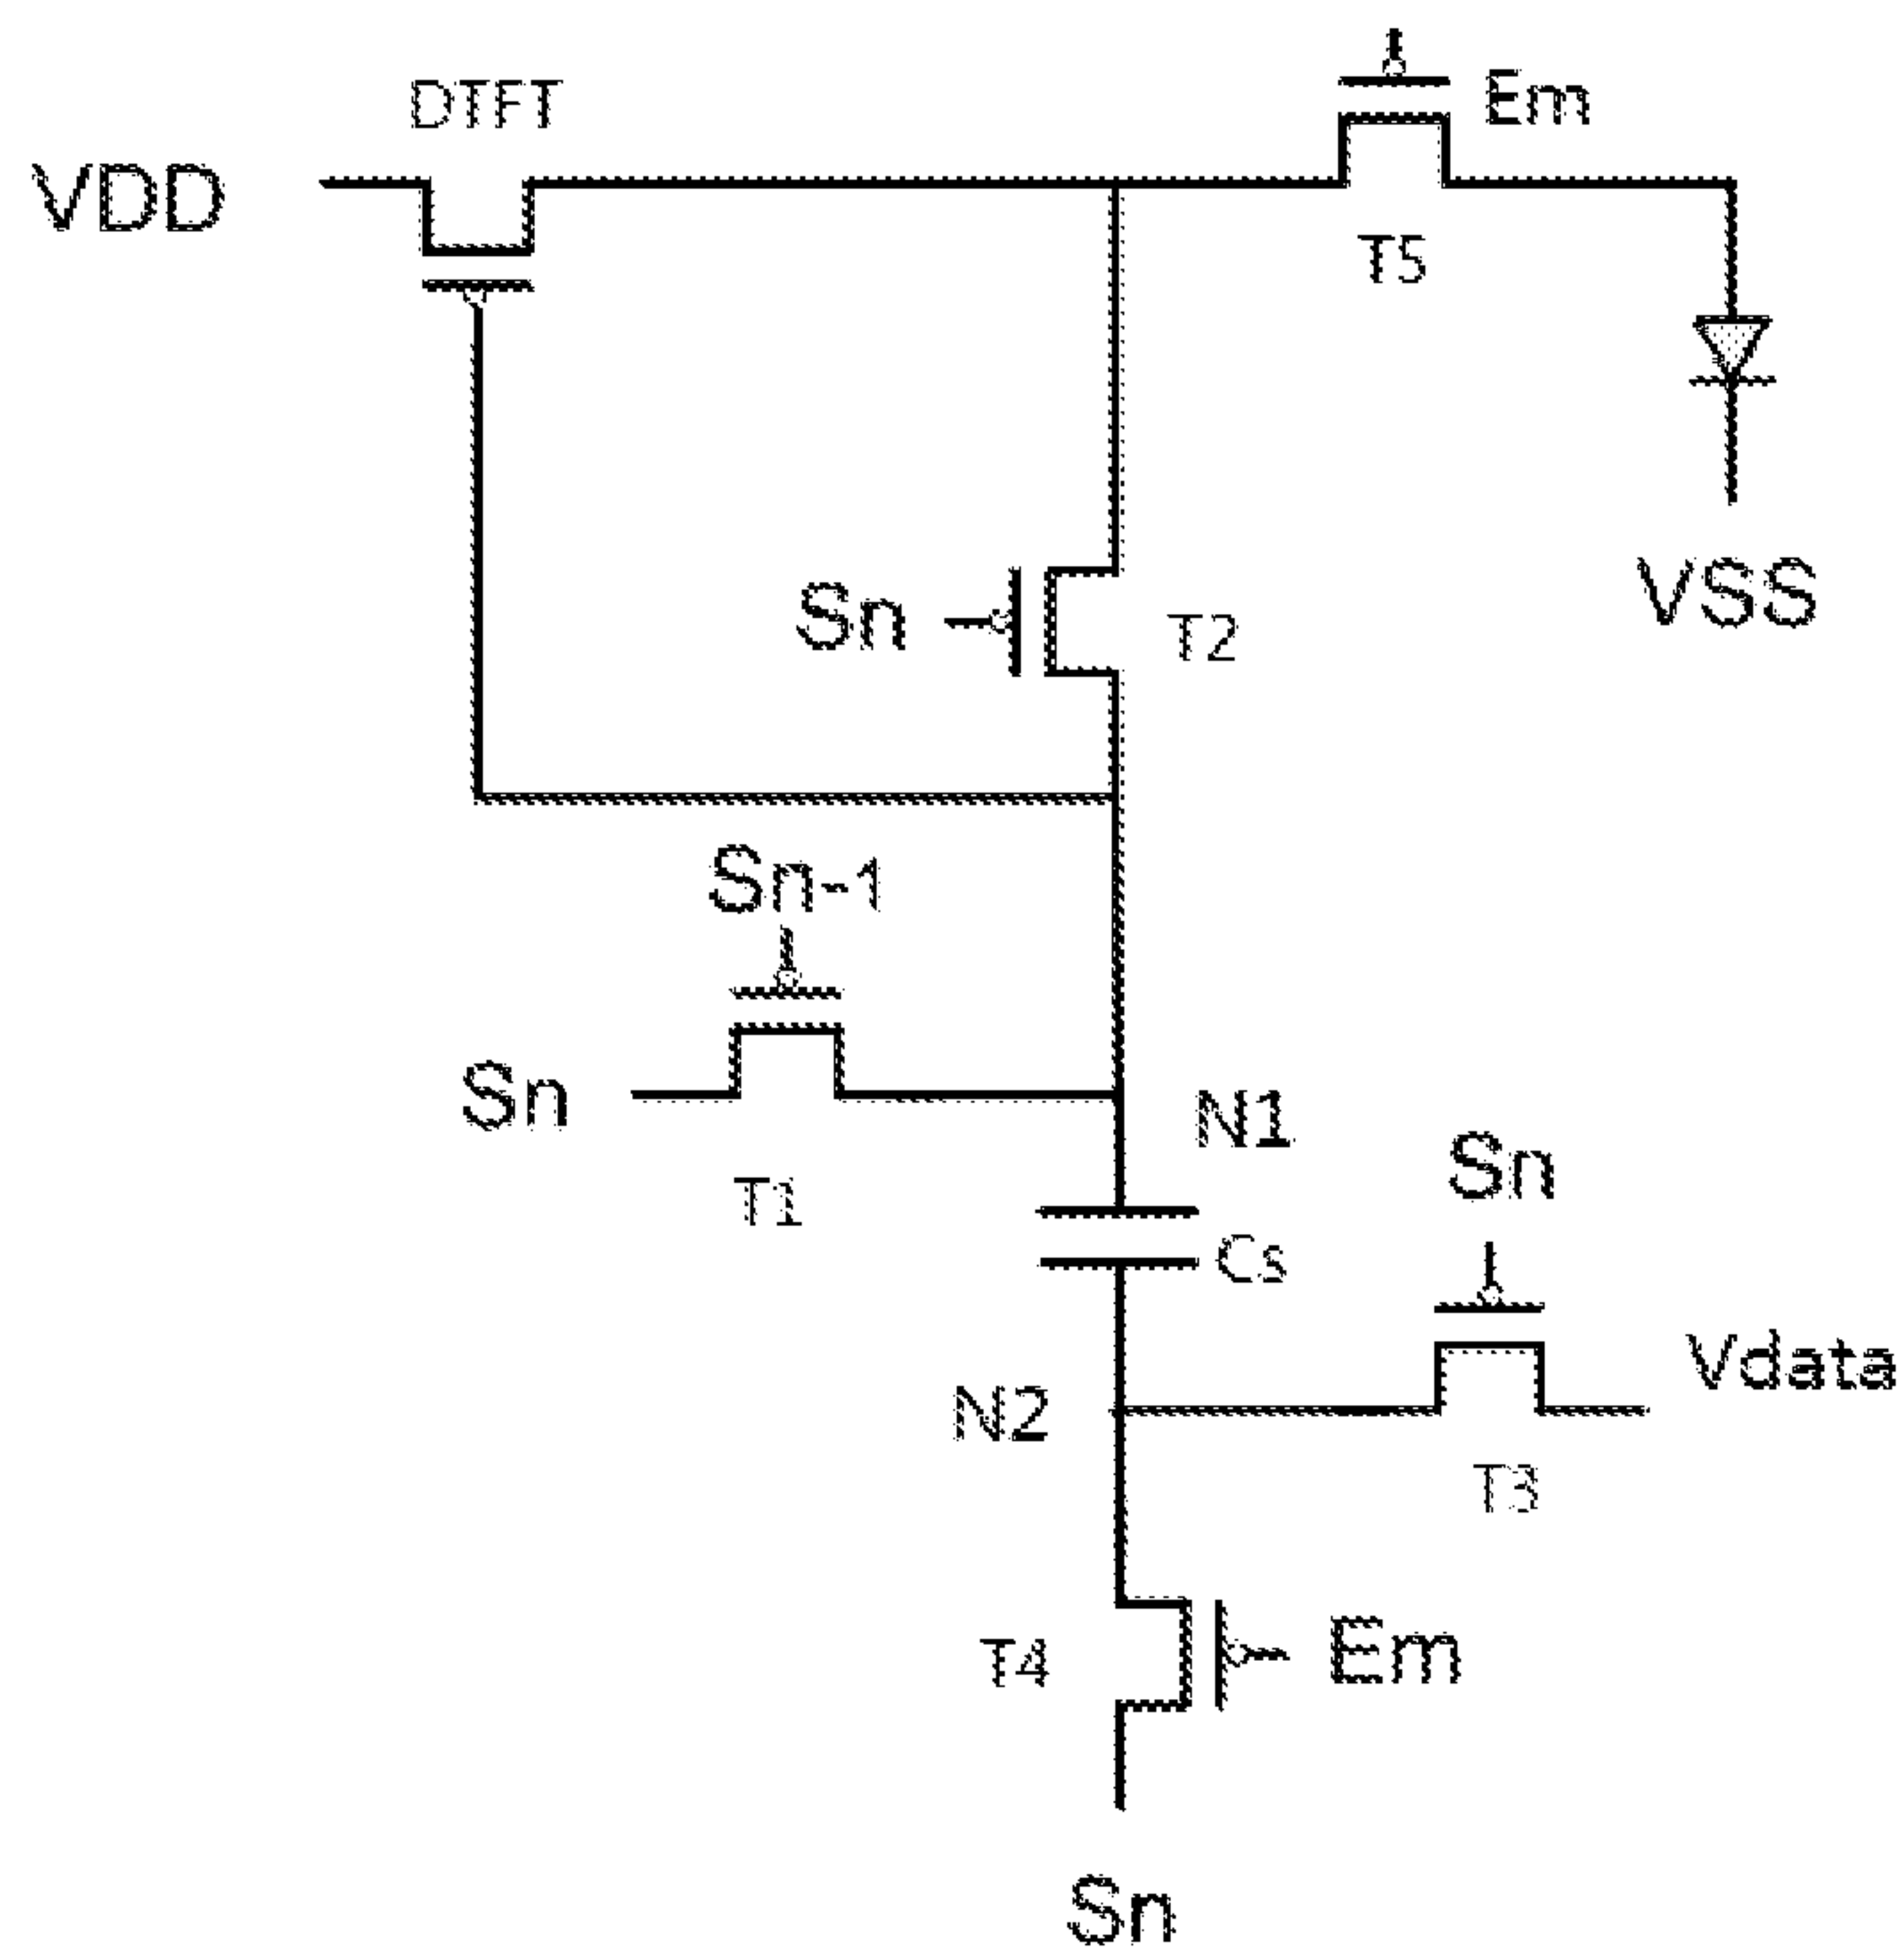 DTFT
Em
VDD
T5
VSS
Sn
T2
Sn-1
Sn
N1
T1
Sn
Cs
Vdata
N2
T3
T4
Em
Sn